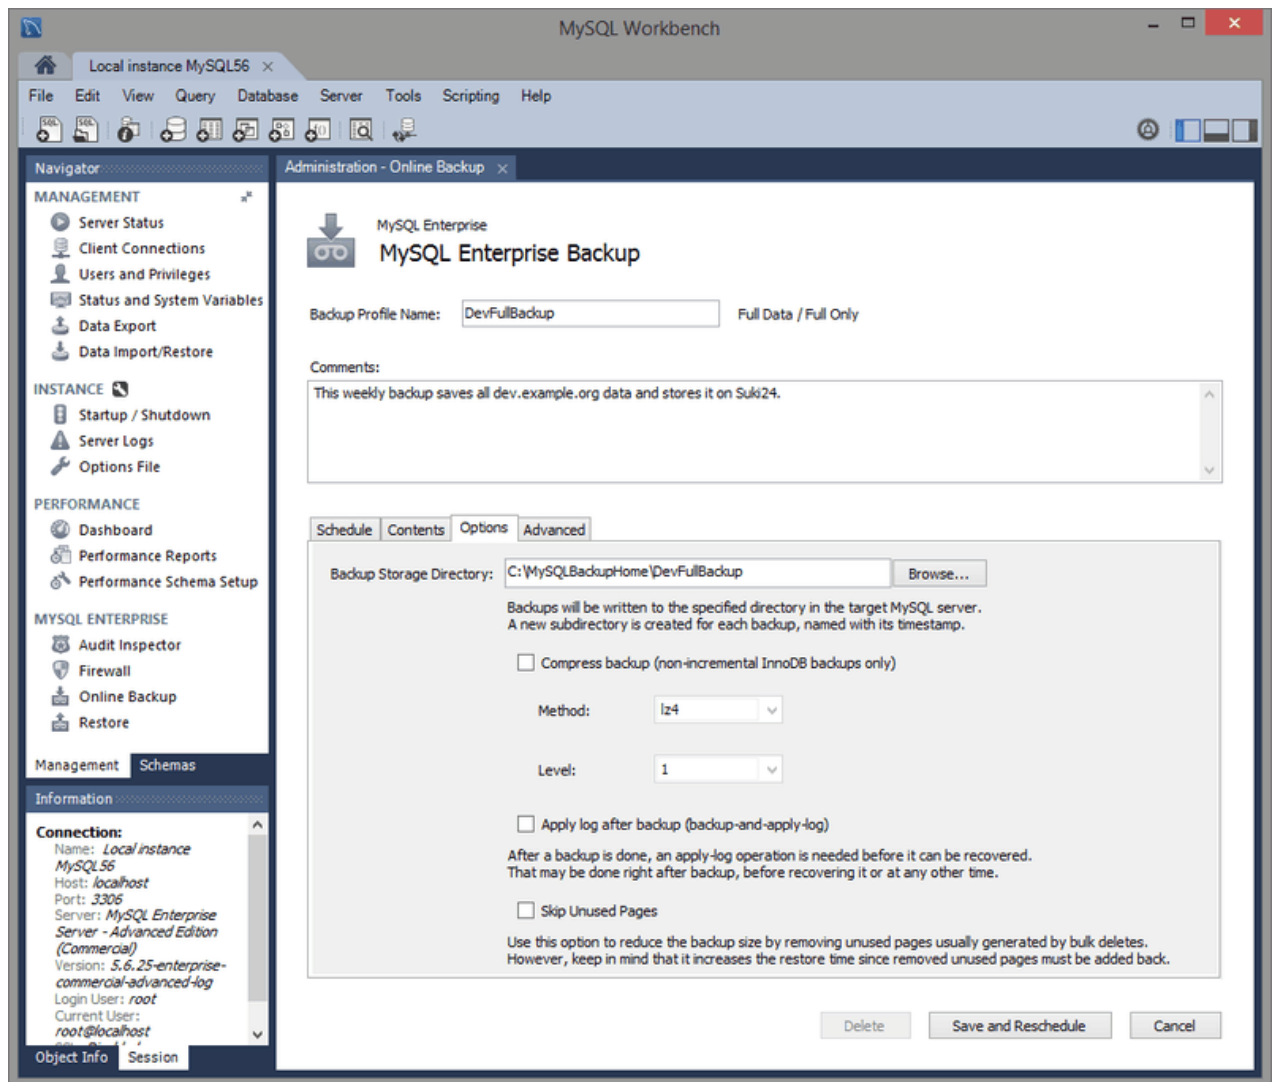 MySQL Workbench
Local instance MySQL56
File Edit View Query Database Server Tools Scripting Help
Navigator
MANAGEMENT
Server Status
Client Connections
Users and Privileges
Status and System Variables
Data Export
Data Import/Restore
INSTANCE
Startup / Shutdown
Server Logs
Options File
PERFORMANCE
Dashboard
Performance Reports
Performance Schema Setup
MYSQL ENTERPRISE
Audit Inspector
Firewall
Online Backup
Restore
Management Schemas
Information
Connection:
Name: Local instance
MySQL56
Host: localhost
Port: 3306
Server: MySQL Enterprise
Server - Advanced Edition
(Commercial)
Version: 5.6.25-enterprise-
commercial-advanced-log
Login User: root
Current User:
root@localhost
Object Info Session
Administration - Online Backup
MySQL Enterprise
MySQL Enterprise Backup
Backup Profile Name: DevFullBackup Full Data / Full Only
Comments:
This weekly backup saves all dev.example.org data and stores it on Suki24.
Schedule Contents Options Advanced
Backup Storage Directory: C:\MySQLBackupHome\DevFullBackup Browse...
Backups will be written to the specified directory in the target MySQL server.
A new subdirectory is created for each backup, named with its timestamp.
Compress backup (non-incremental InnoDB backups only)
Method: lz4
Level: 1
Apply log after backup (backup-and-apply-log)
After a backup is done, an apply-log operation is needed before it can be recovered.
That may be done right after backup, before recovering it or at any other time.
Skip Unused Pages
Use this option to reduce the backup size by removing unused pages usually generated by bulk deletes.
However, keep in mind that it increases the restore time since removed unused pages must be added back.
Delete Save and Reschedule Cancel